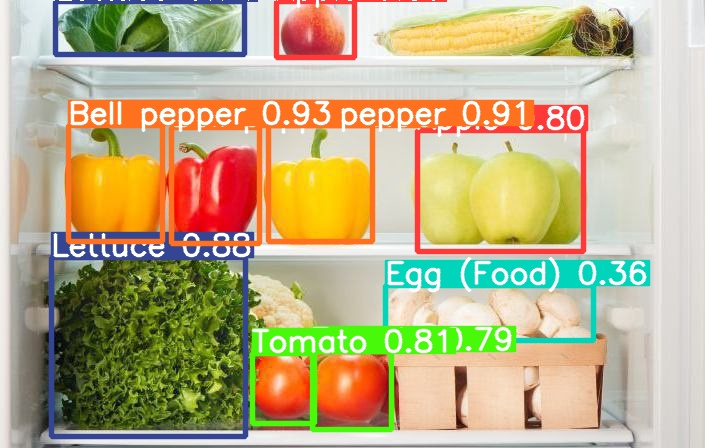 Bell pepper 0.93 pepper 0.91
0.80
Lettuce 0.88
Egg (Food) 0.36
Tomato 0.81).79